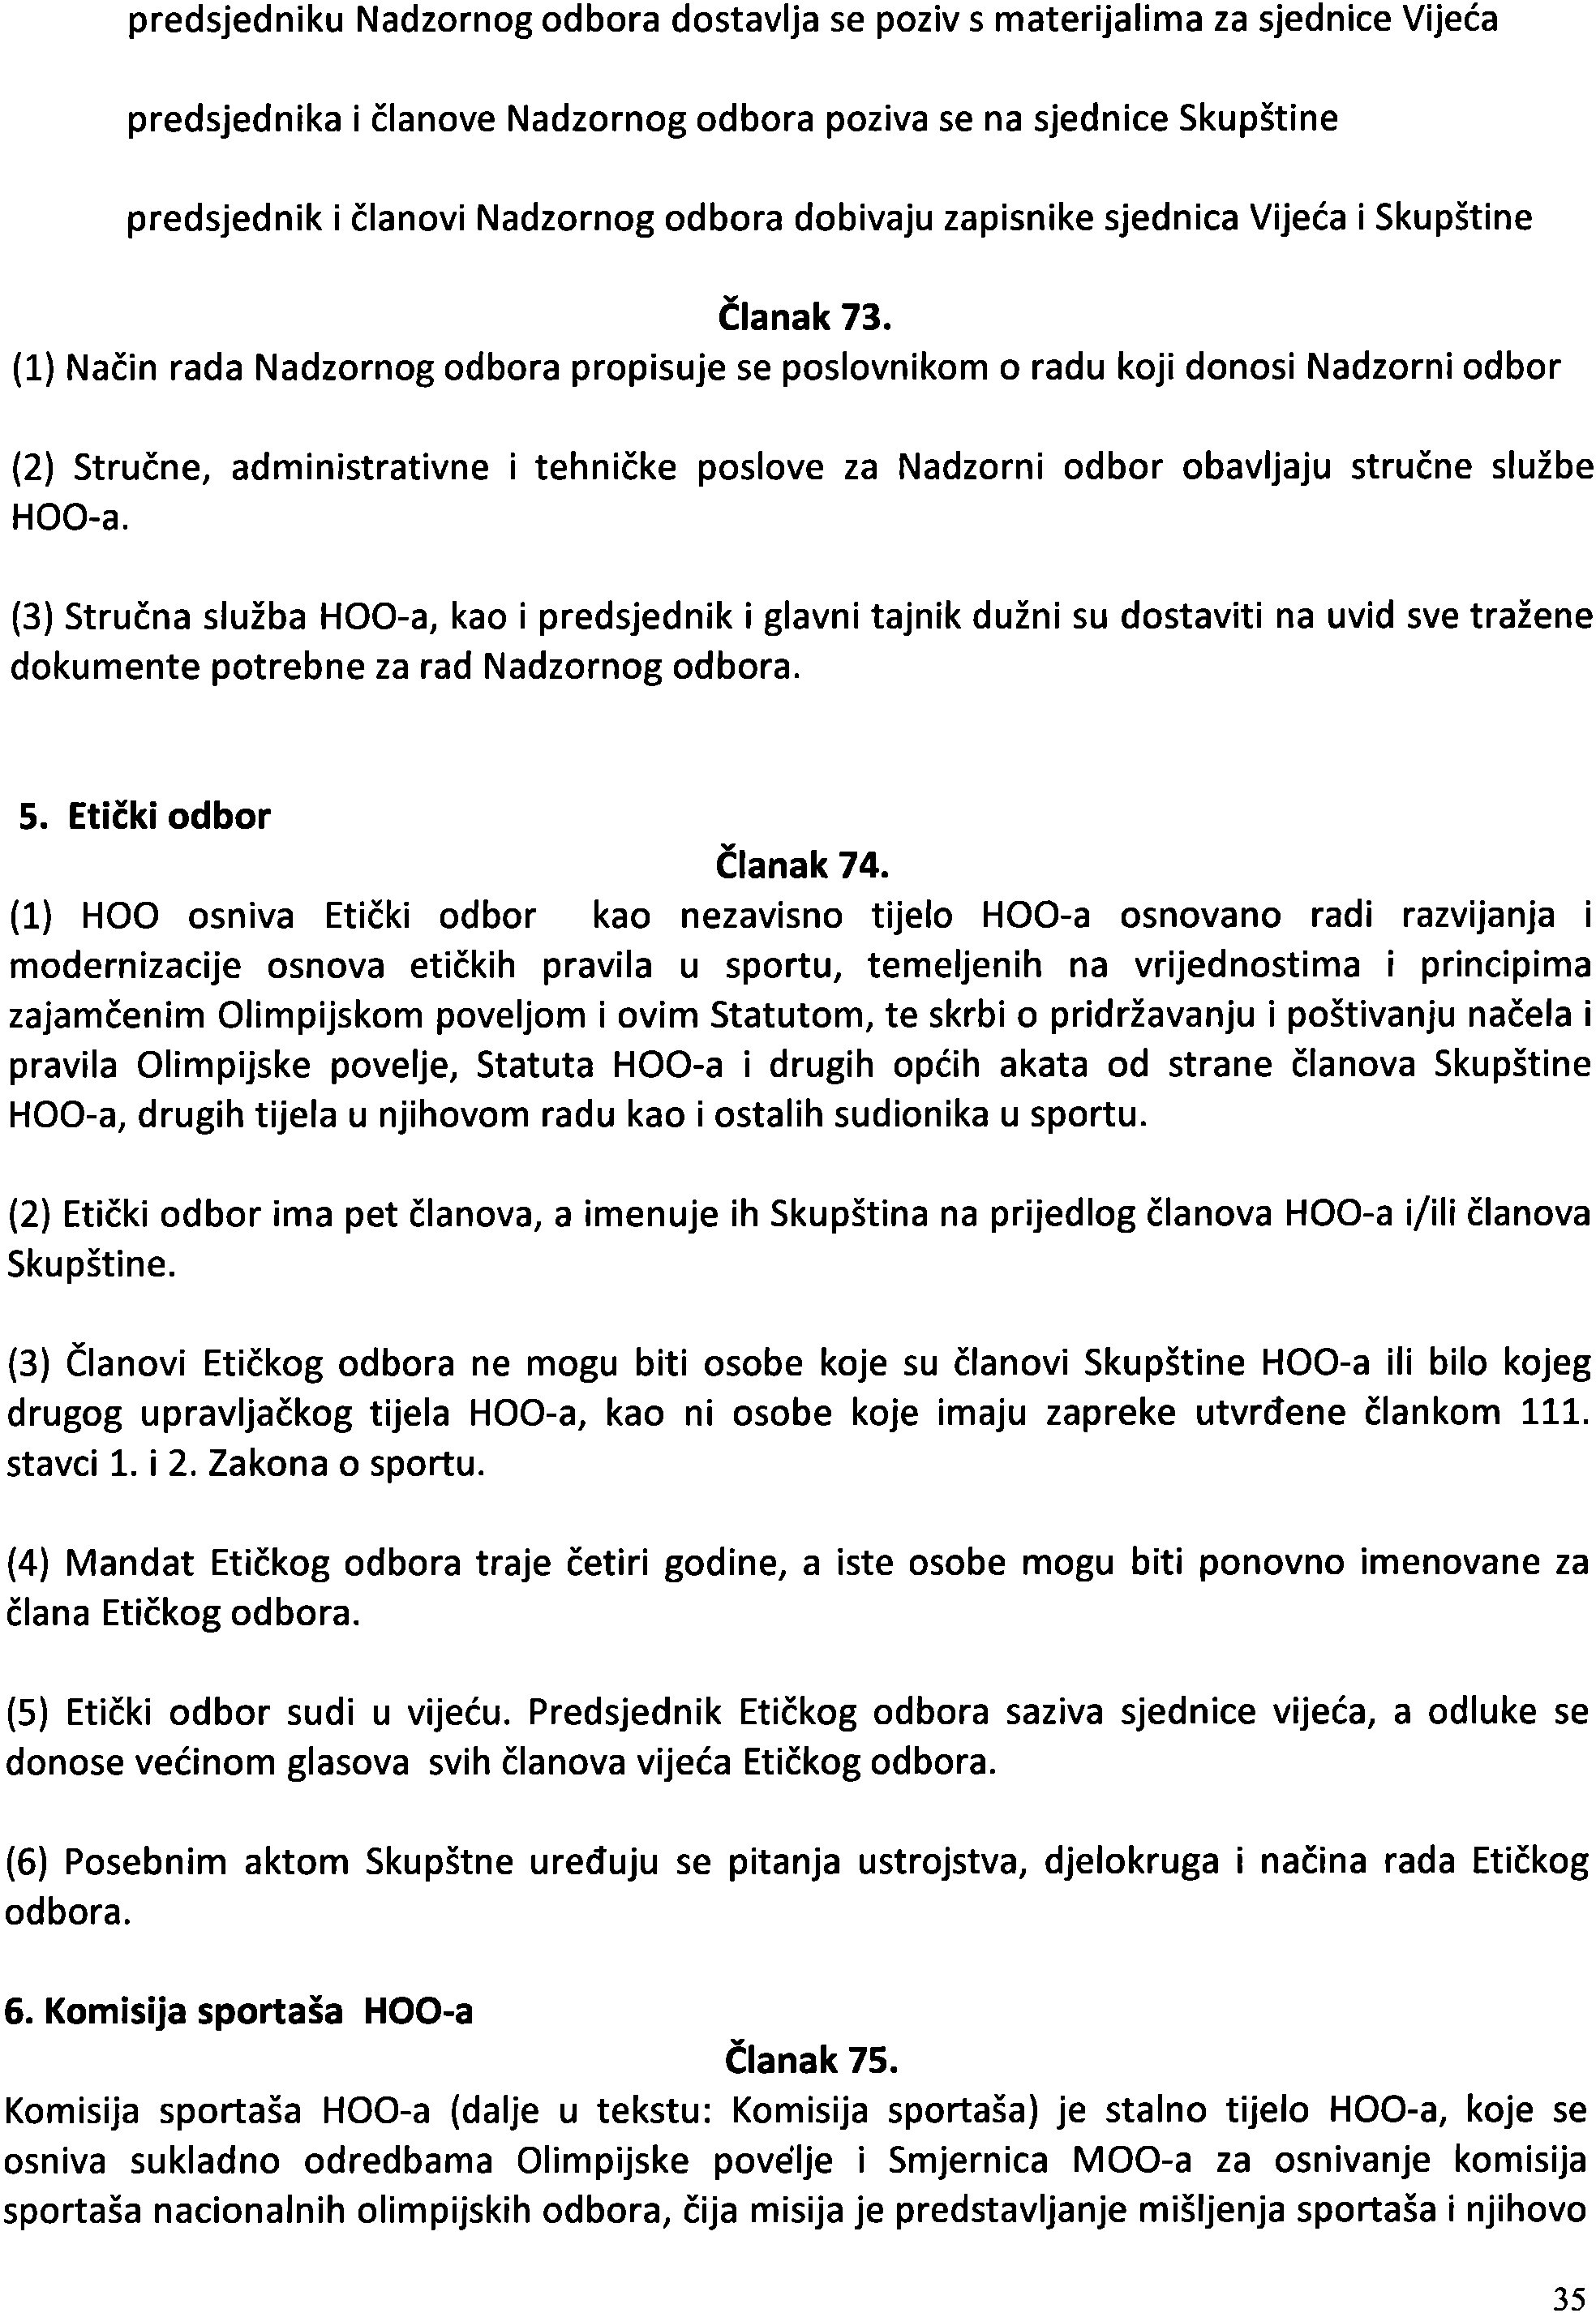 predsjedniku Nadzornog odbora dostavlja se poziv s materijalima za sjednice Vijeća
predsjednika i članove Nadzornog odbora poziva se na sjednice Skupštine
predsjednik i članovi Nadzornog odbora dobivaju zapisnike sjednica Vijeća i Skupštine
Članak 73.
(1) Način rada Nadzornog odbora propisuje se poslovnikom o radu koji donosi Nadzorni odbor
(2) Stručne, administrativne i tehničke poslove za Nadzorni odbor obavljaju stručne službe
HOO-a.
(3) Stručna služba HOO-a, kao i predsjednik i glavni tajnik dužni su dostaviti na uvid sve tražene
dokumente potrebne za rad Nadzornog odbora.
5. Etički odbor
Članak 74.
(1) HOO osniva Etički odbor kao nezavisno tijelo HOO-a osnovano radi razvijanja i
modernizacije osnova etičkih pravila u sportu, temeljenih na vrijednostima i principima
zajamčenim Olimpijskom poveljom i ovim Statutom, te skrbi o pridržavanju i poštivanju načela i
pravila Olimpijske povelje, Statuta HOO-a i drugih općih akata od strane članova Skupštine
HOO-a, drugih tijela u njihovom radu kao i ostalih sudionika u sportu.
(2) Etički odbor ima pet članova, a imenuje ih Skupština na prijedlog članova HOO-a i/ili članova
Skupštine.
(3) Članovi Etičkog odbora ne mogu biti osobe koje su članovi Skupštine HOO-a ili bilo kojeg
drugog upravljačkog tijela HOO-a, kao ni osobe koje imaju zapreke utvrđene člankom 111.
stavci 1. i 2. Zakona o sportu.
(4) Mandat Etičkog odbora traje četiri godine, a iste osobe mogu biti ponovno imenovane za
člana Etičkog odbora.
(5) Etički odbor sudi u vijeću. Predsjednik Etičkog odbora saziva sjednice vijeća, a odluke se
donose većinom glasova svih članova vijeća Etičkog odbora.
(6) Posebnim aktom Skupštne uređuju se pitanja ustrojstva, djelokruga i načina rada Etičkog
odbora.
6. Komisija sportaša HOO-a
Članak 75.
Komisija sportaša HOO-a (dalje u tekstu: Komisija sportaša) je stalno tijelo HOO-a, koje se
osniva sukladno odredbama Olimpijske povelje i Smjernica MOO-a za osnivanje komisija
sportaša nacionalnih olimpijskih odbora, čija misija je predstavljanje mišljenja sportaša i njihovo
35